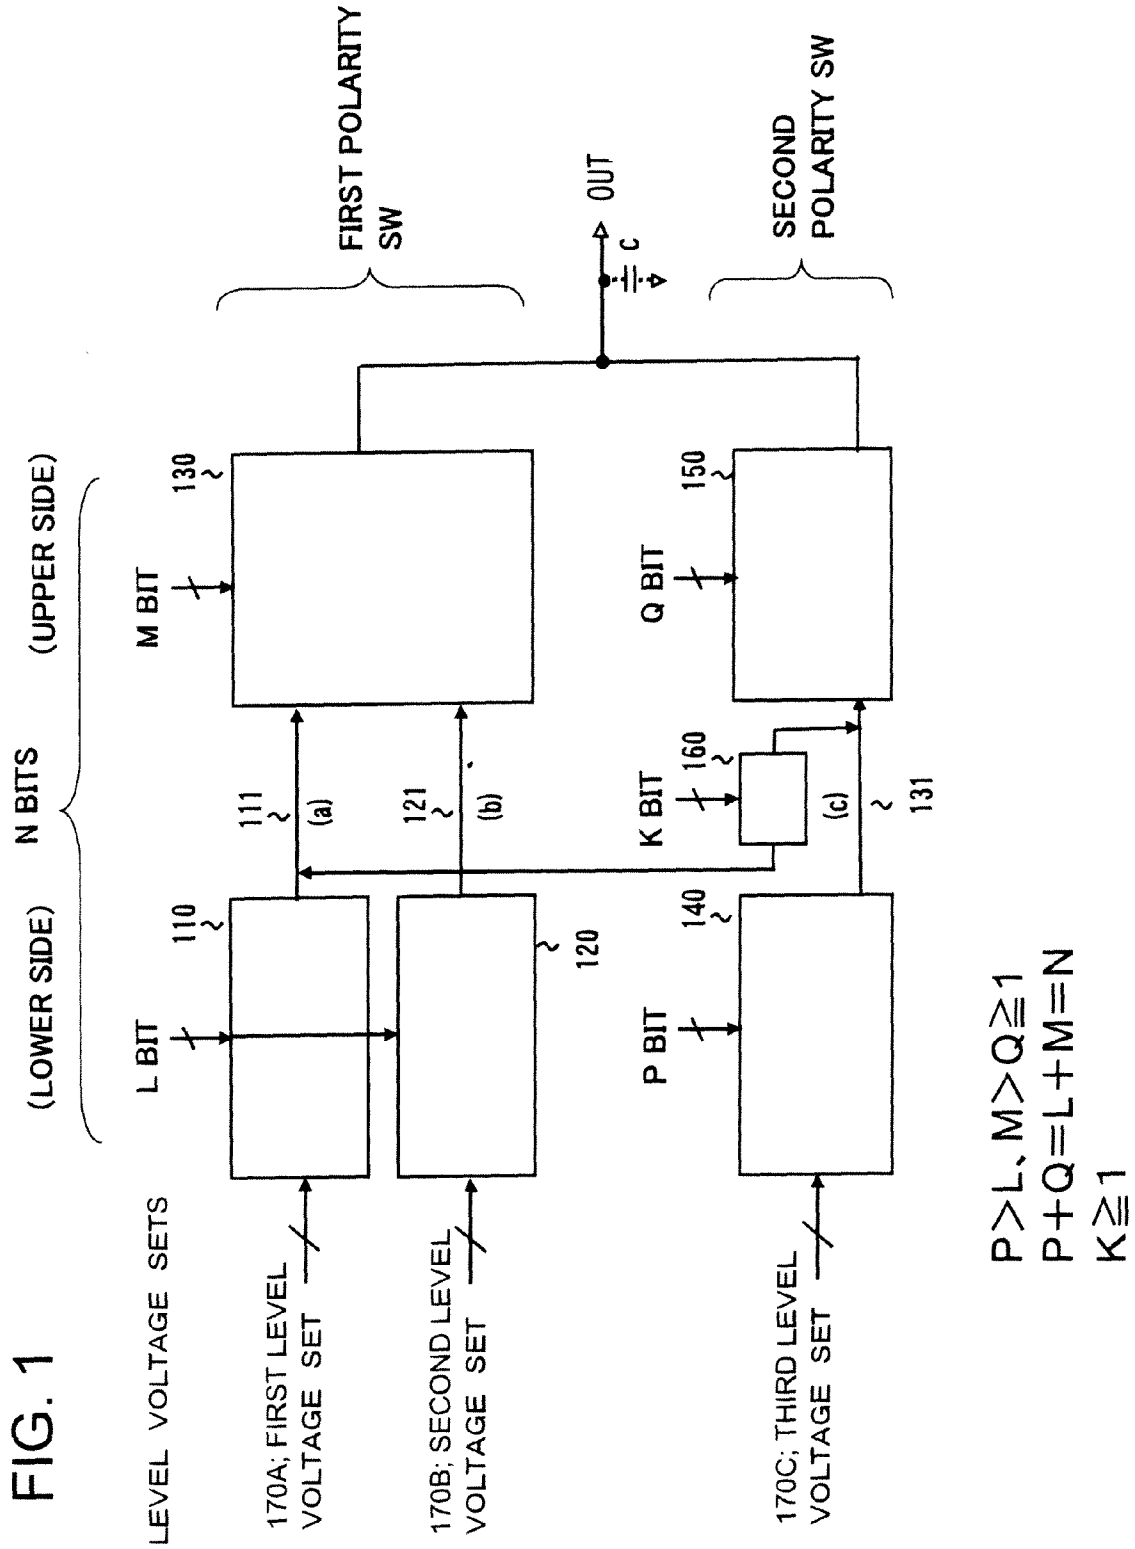 FIG. 1
(LOWER SIDE)
N BITS
(UPPER SIDE)
LEVEL VOLTAGE SETS
L BIT
110
M BIT
130
FIRST POLARITY
SW
170A; FIRST LEVEL
VOLTAGE SET
111
(a)
170B; SECOND LEVEL
VOLTAGE SET
120
121
(b)
OUT
C
P BIT
140
K BIT
160
Q BIT
150
SECOND
POLARITY SW
170C; THIRD LEVEL
VOLTAGE SET
(c)
131
P>L、M>Q≧1
P+Q=L+M=N
K≧1